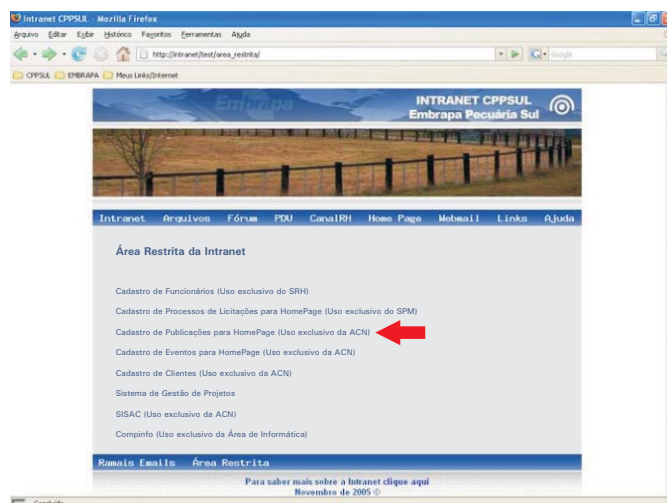 Intranet CPPSUL - Mozilla Firefox
Arquivo Editar Exibir Histórico Favoritos Ferramentas Ajuda
http://intranet/test/area_restrita/
Google
CPPSUL EMBRAPA Meus Links/Internet
Embrapa
INTRANET CPPSUL
Embrapa Pecuária Sul
Intranet Arquivos Fórum PDU CanalRH Home Page Webmail Links Ajuda
Área Restrita da Intranet
Cadastro de Funcionários (Uso exclusivo do SRH)
Cadastro de Processos de Licitações para HomePage (Uso exclusivo do SPM)
Cadastro de Publicações para HomePage (Uso exclusivo da ACN)
Cadastro de Eventos para HomePage (Uso exclusivo da ACN)
Cadastro de Clientes (Uso exclusivo da ACN)
Sistema de Gestão de Projetos
SISAC (Uso exclusivo da ACN)
Compinfo (Uso exclusivo da Área de Informática)
Ramais Emails Área Restrita
Para saber mais sobre a Intranet clique aqui
Novembro de 2005 ©